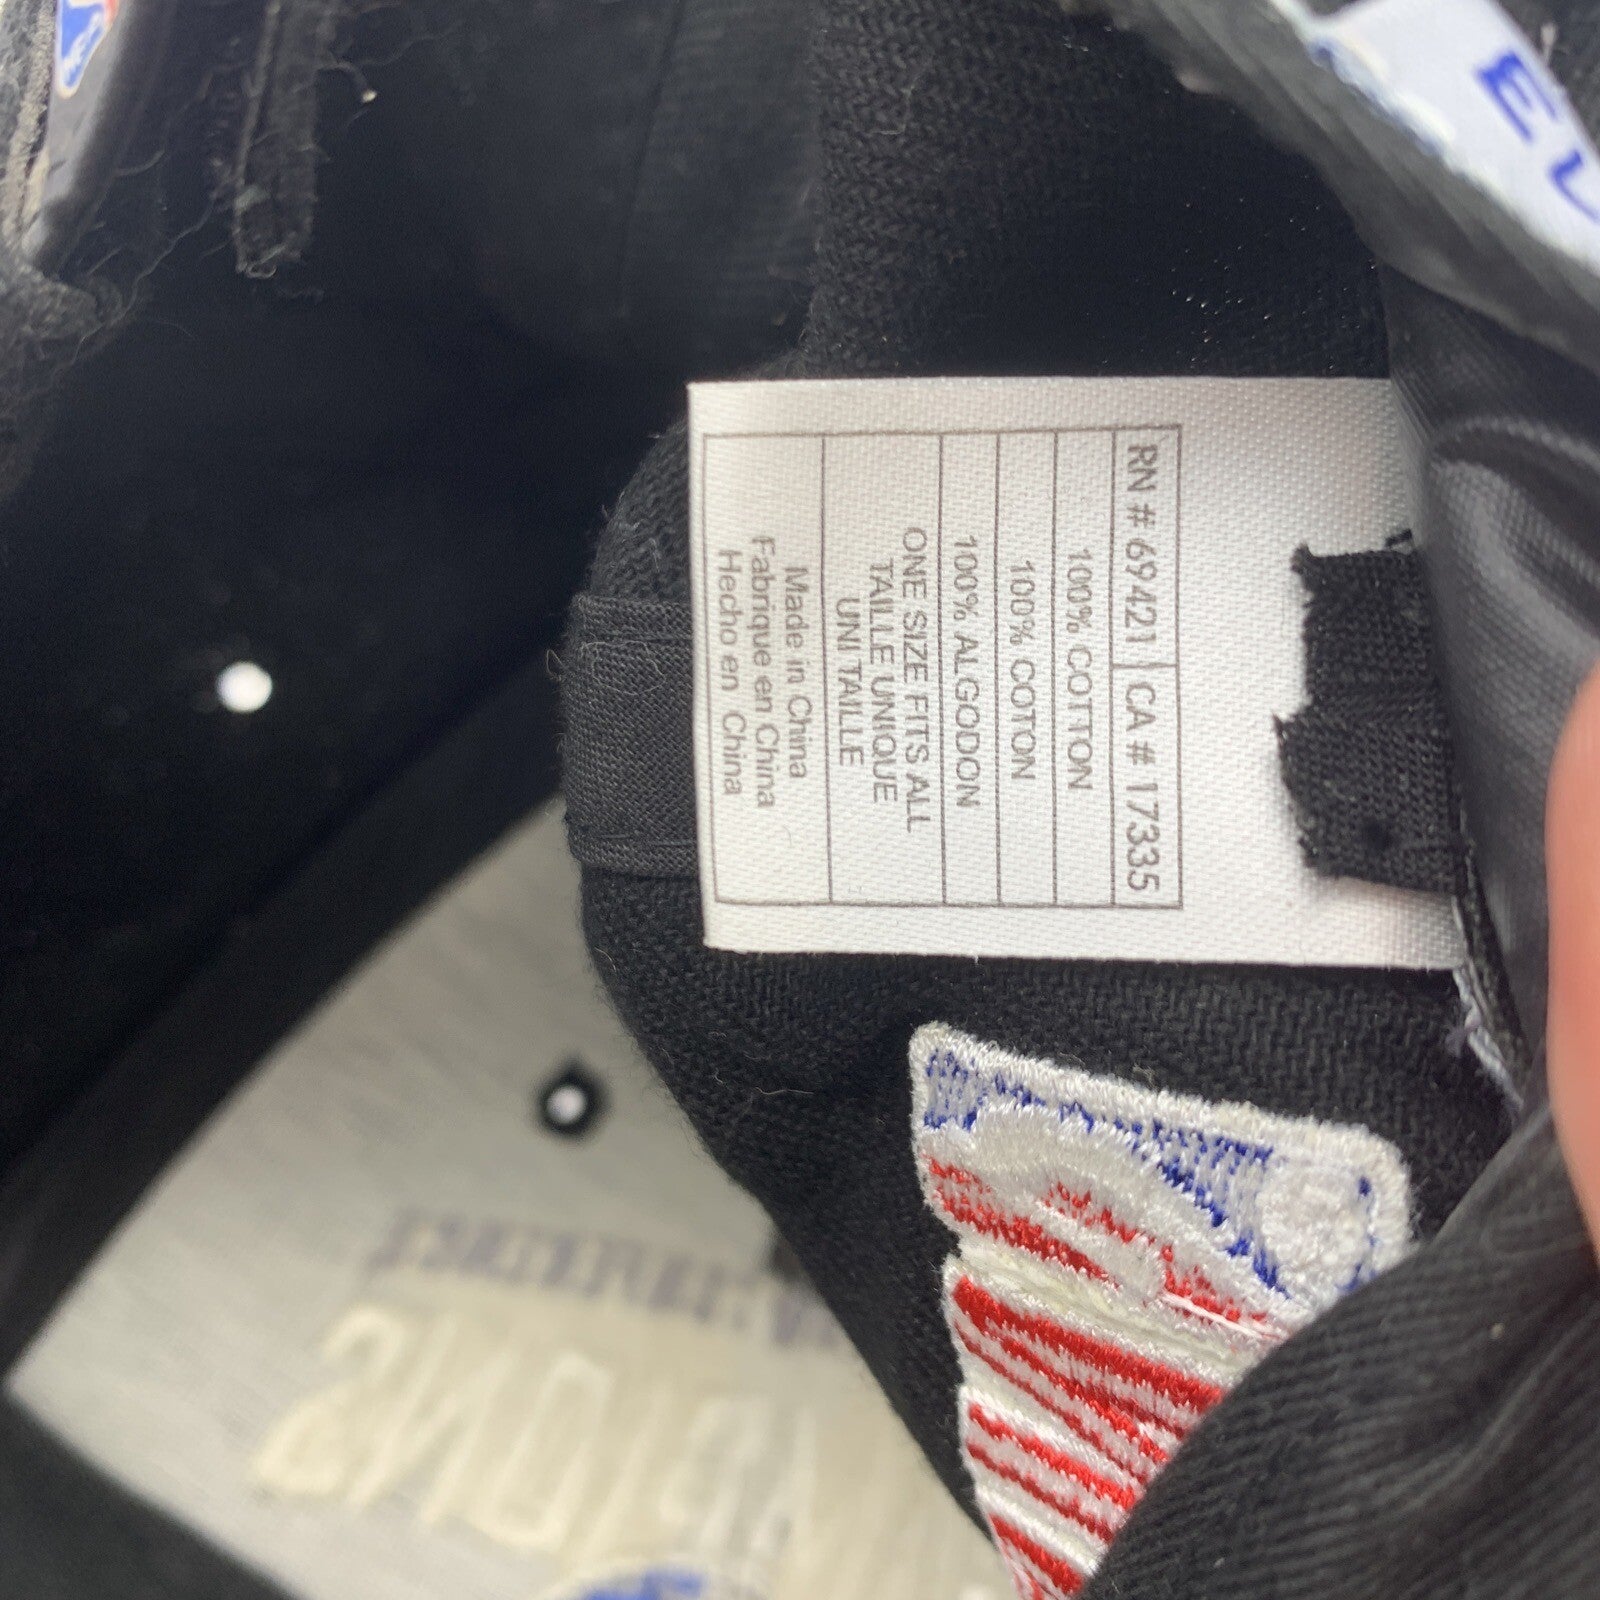 RN # 69421 CA # 17335
100% COTTON
100% COTON
100% ALGODON
ONE SIZE FITS ALL
TAILLE UNIQUE
UNI TAILLE
Made in China
Fabrique en China
Hecho en China